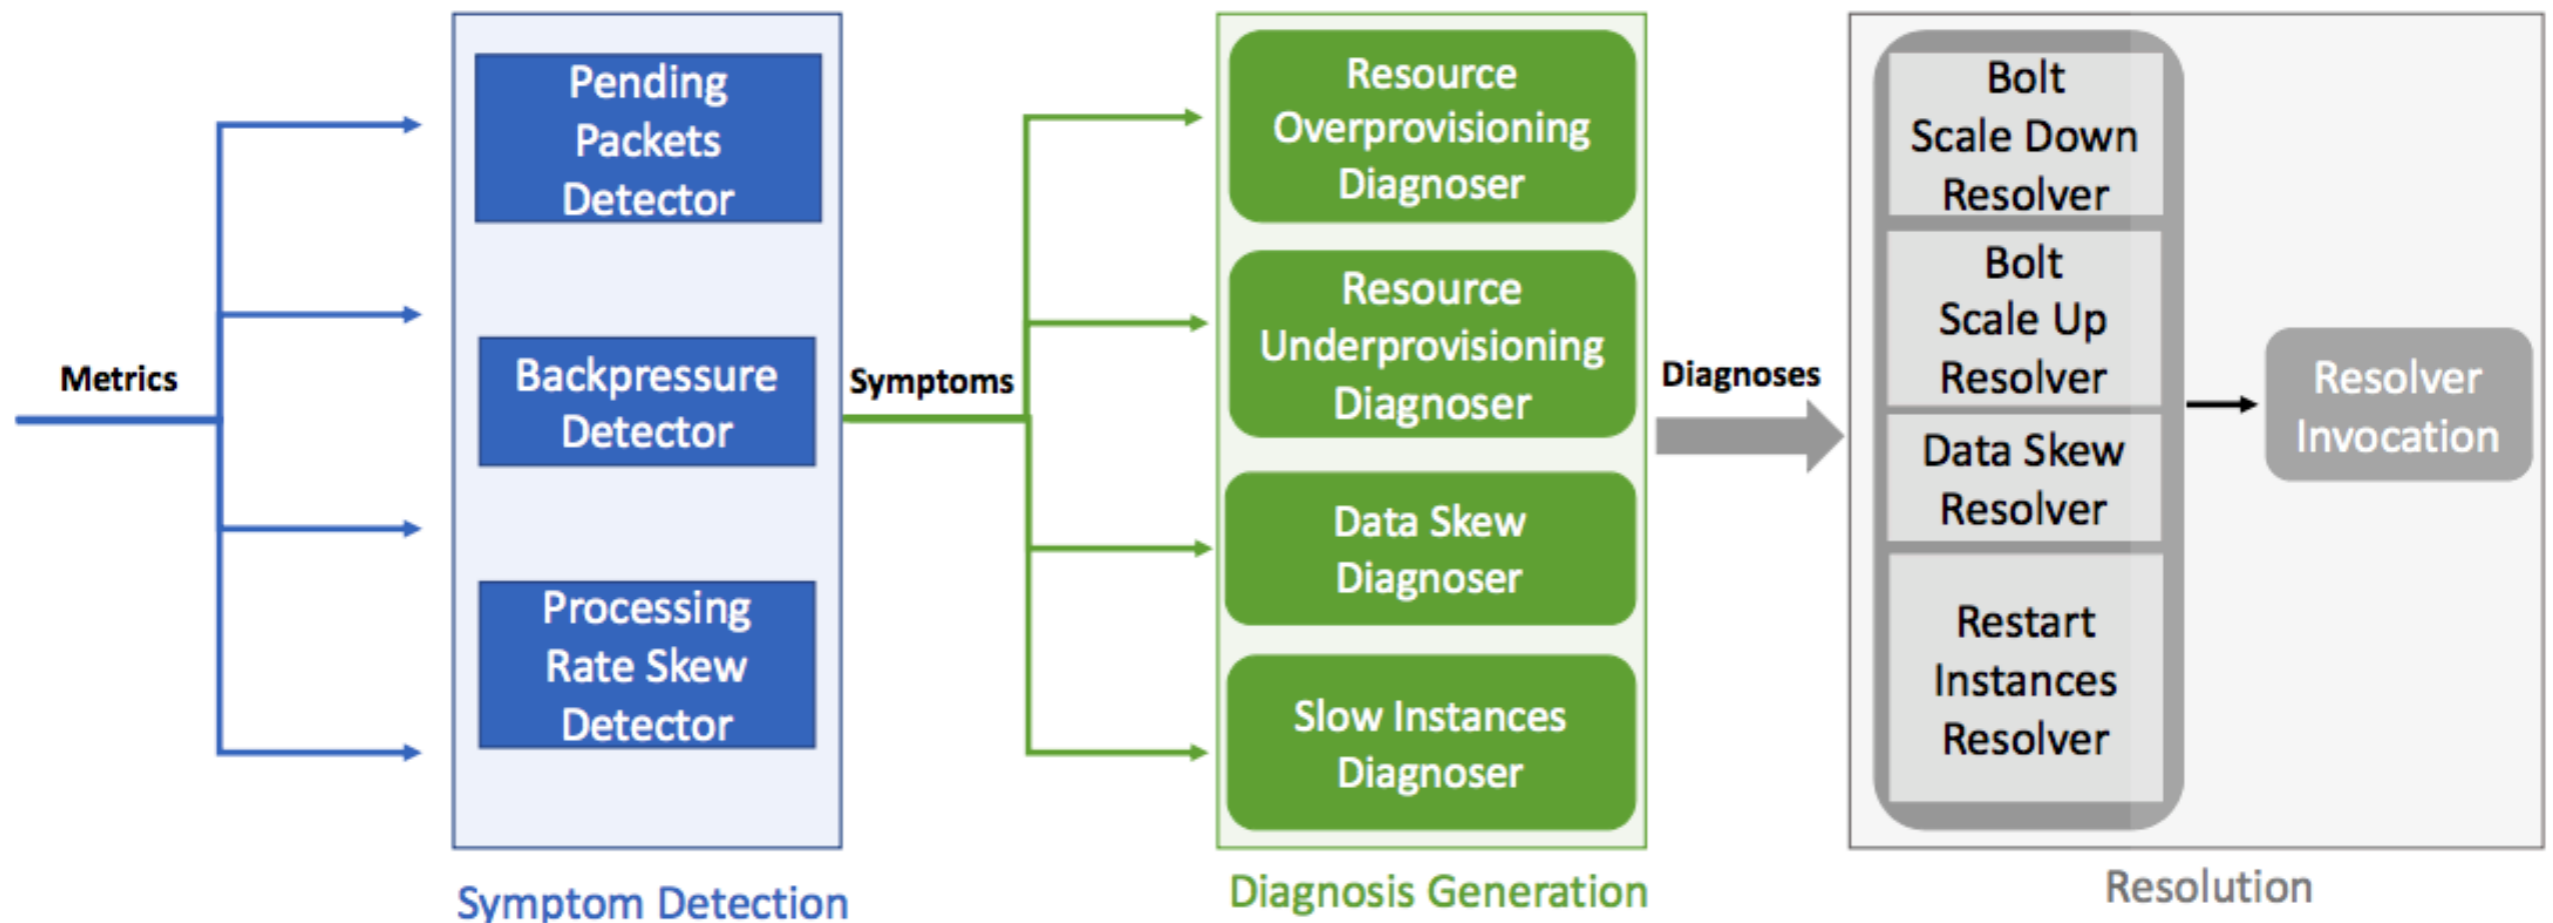 Metrics
Pending
Packets
Detector
Backpressure
Detector
Processing
Rate Skew
Detector
Symptom Detection
Symptoms
Resource
Overprovisioning
Diagnoser
Resource
Underprovisioning
Diagnoser
Data Skew
Diagnoser
Slow Instances
Diagnoser
Diagnosis Generation
Diagnoses
Bolt
Scale Down
Resolver
Bolt
Scale Up
Resolver
Data Skew
Resolver
Restart
Instances
Resolver
Resolver
Invocation
Resolution